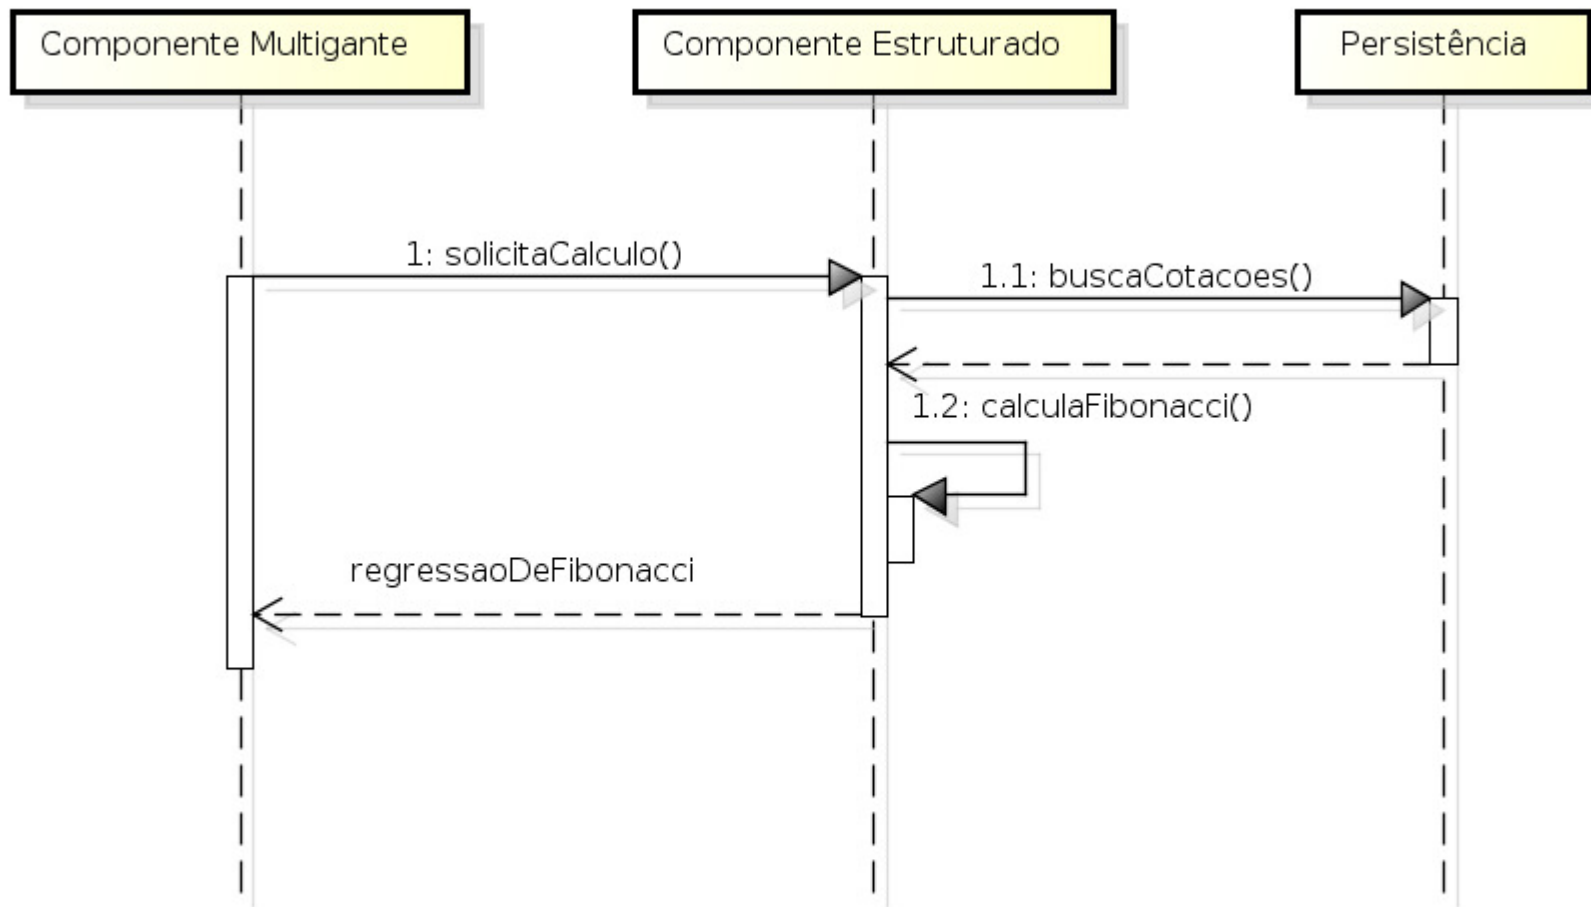 Componente Multigante
Componente Estruturado
Persistência
1: solicitaCalculo()
1.1: buscaCotacoes()
1.2: calculaFibonacci()
regressaoDeFibonacci